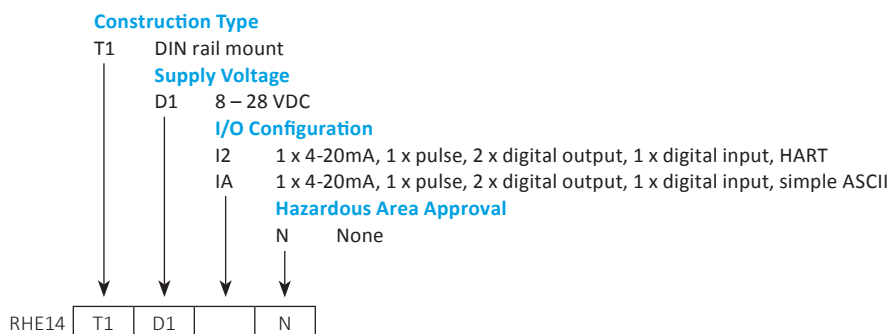 Construction Type
T1 DIN rail mount
Supply Voltage
D1 8 – 28 VDC
I/O Configuration
I2 1 x 4-20mA, 1 x pulse, 2 x digital output, 1 x digital input, HART
IA 1 x 4-20mA, 1 x pulse, 2 x digital output, 1 x digital input, simple ASCII
Hazardous Area Approval
N None
RHE14 T1 D1 N